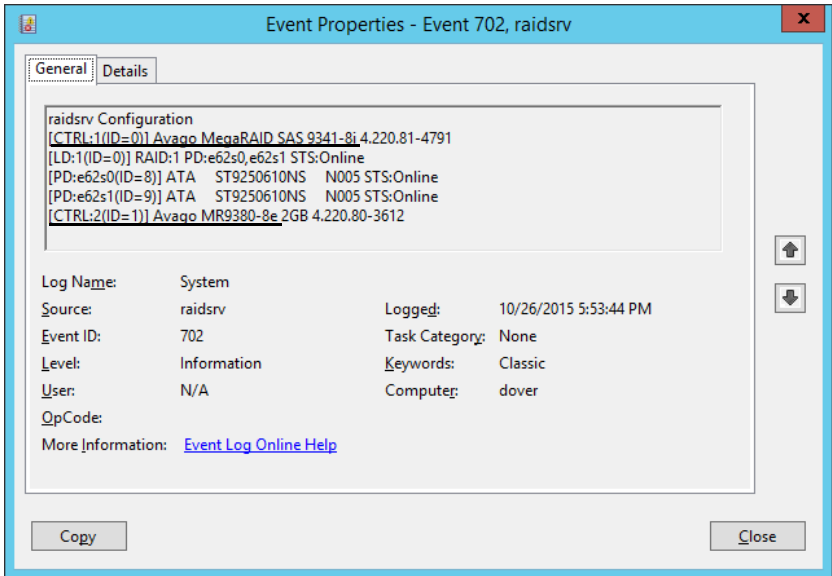 Event Properties - Event 702, raidsrv
x
General Details
raidsrv Configuration
[CTRL:1(ID=0)] Avago MegaRAID SAS 9341-8i 4.220.81-4791
[LD:1(ID=0)] RAID:1 PD:e62s0,e62s1 STS:Online
[PD:e62s0(ID=8)] ATA ST9250610NS N005 STS:Online
[PD:e62s1(ID=9)] ATA ST9250610NS N005 STS:Online
[CTRL:2(ID=1)] Avago MR9380-8e 2GB 4.220.80-3612
Log Name: System
Source: raidsrv Logged: 10/26/2015 5:53:44 PM
Event ID: 702 Task Category: None
Level: Information Keywords: Classic
User: N/A Computer: dover
OpCode:
More Information: Event Log Online Help
Copy Close